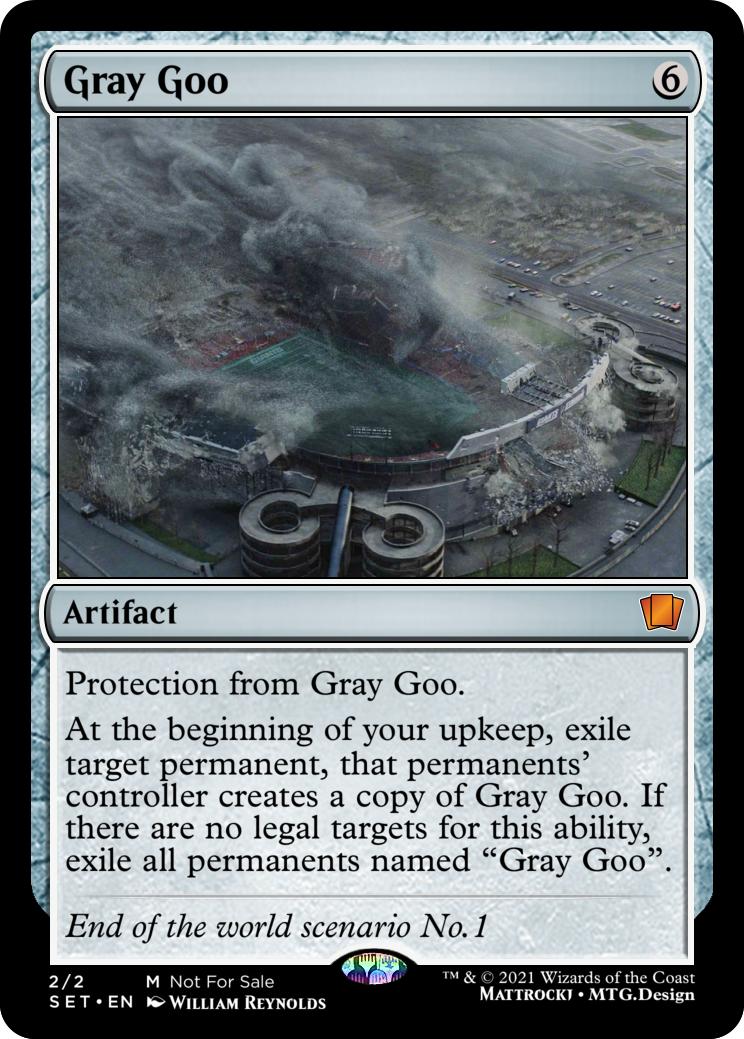 Gray Goo
6
Artifact
Protection from Gray Goo.
At the beginning of your upkeep, exile
target permanent, that permanents’
controller creates a copy of Gray Goo. If
there are no legal targets for this ability,
exile all permanents named “Gray Goo”.
End of the world scenario No.1
2/2 M Not For Sale
SET•EN WILLIAM REYNOLDS
™ & © 2021 Wizards of the Coast
MATTROCKJ • MTG.Design